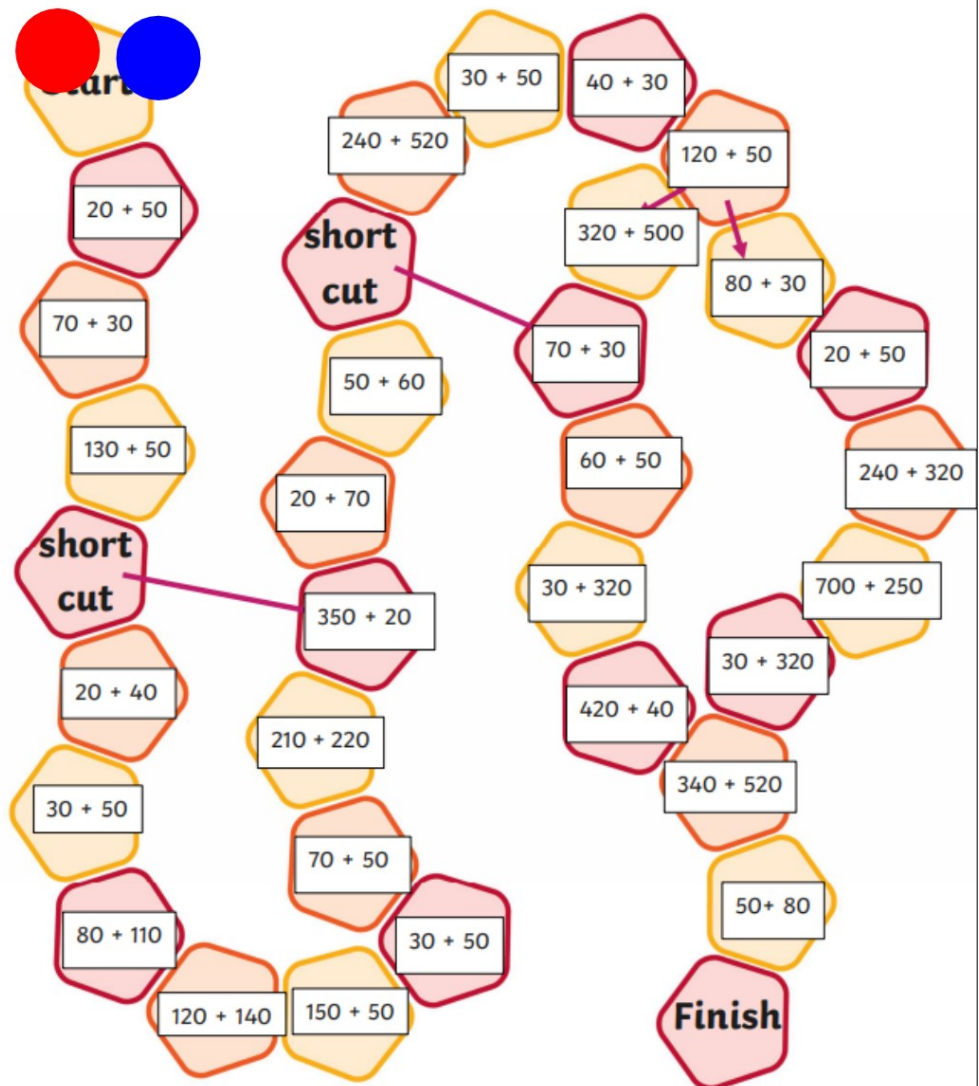 Start
20 + 50
70 + 30
130 + 50
short
cut
20 + 40
30 + 50
80 + 110
120 + 140
150 + 50
30 + 50
70 + 50
210 + 220
350 + 20
20 + 70
50 + 60
short
cut
240 + 520
30 + 50
40 + 30
120 + 50
320 + 500
70 + 30
60 + 50
30 + 320
420 + 40
80 + 30
20 + 50
240 + 320
700 + 250
30 + 320
340 + 520
50+ 80
Finish